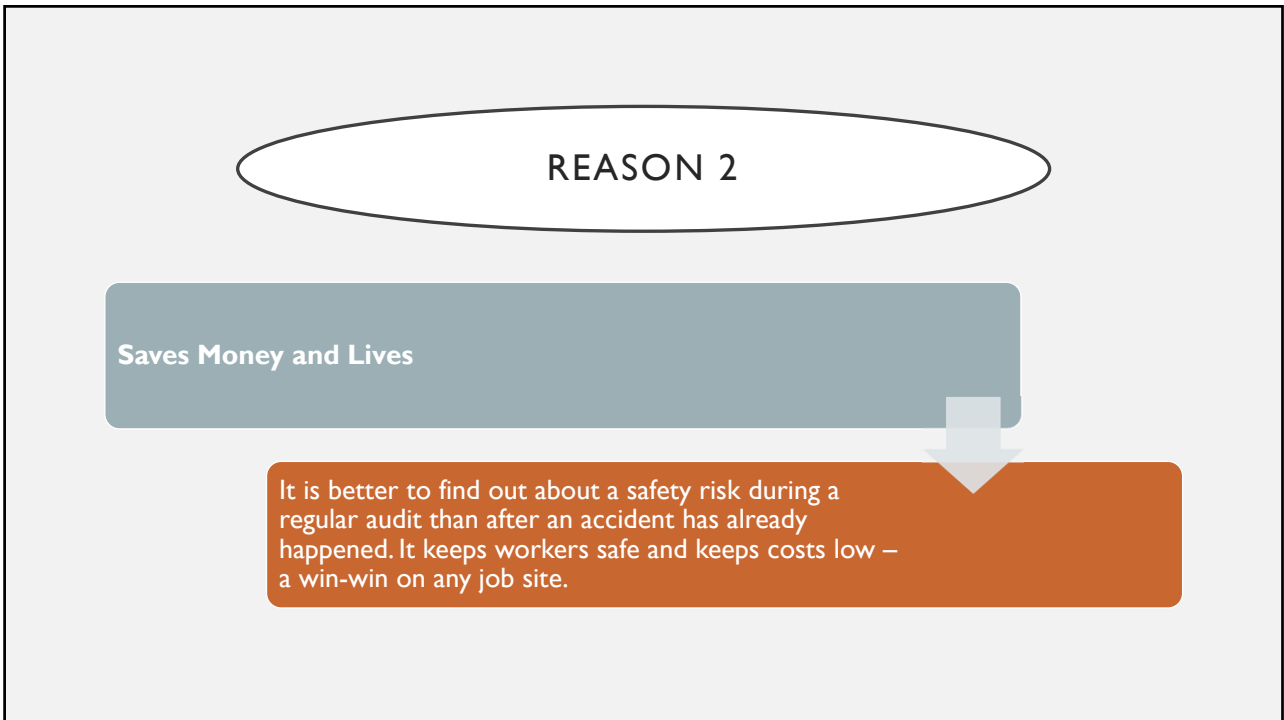 REASON 2
Saves Money and Lives
It is better to find out about a safety risk during a
regular audit than after an accident has already
happened. It keeps workers safe and keeps costs low –
a win-win on any job site.